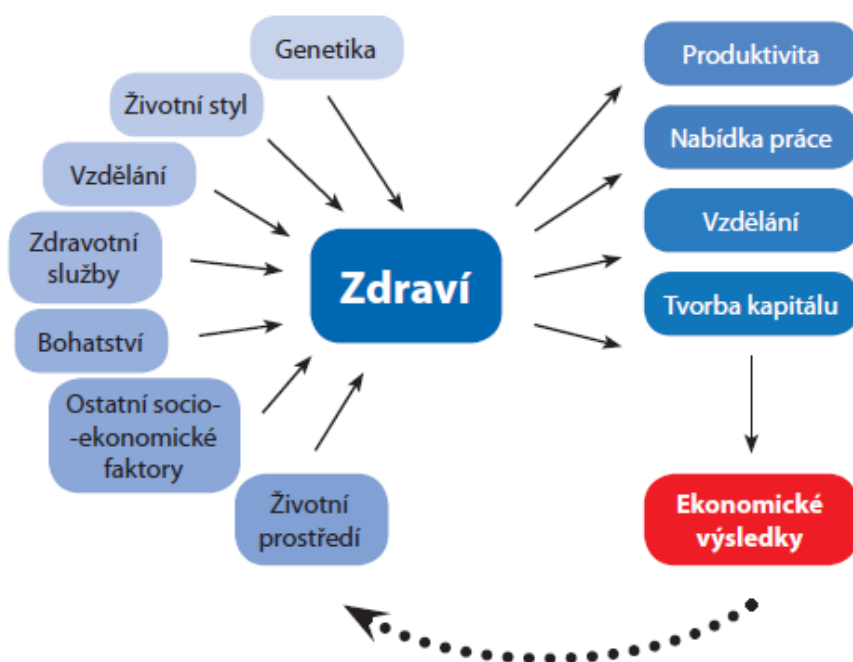 Genetika
Životní styl
Vzdělání
Zdravotní
služby
Bohatství
Ostatní socio-
-ekonomické
faktory
Životní
prostředí
Zdraví
Produktivita
Nabídka práce
Vzdělání
Tvorba kapitálu
Ekonomické
výsledky